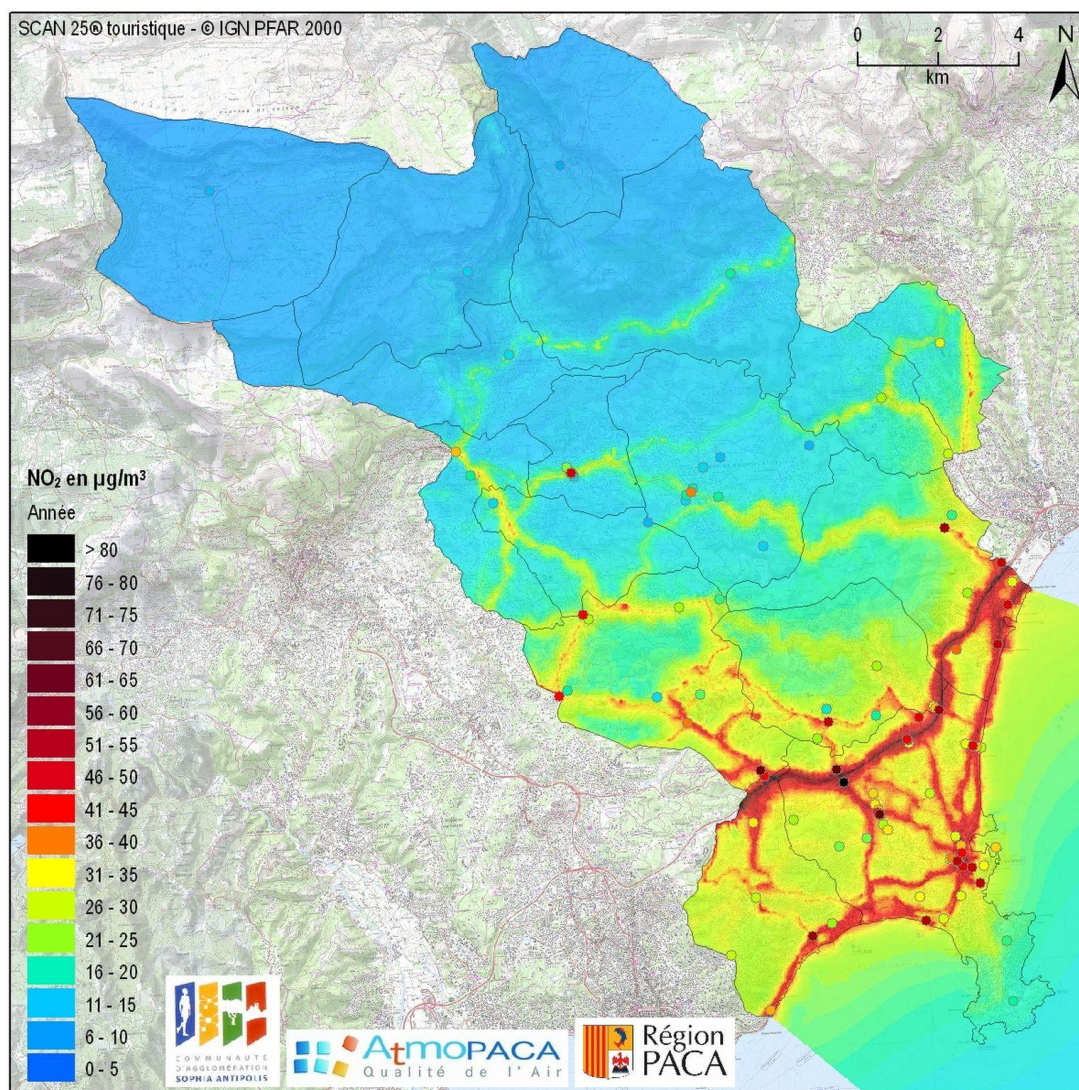 SCAN 25® touristique - © IGN PFAR 2000
0 2 4
km
N
NO₂ en µg/m³
Année
> 80
76 - 80
71 - 75
66 - 70
61 - 65
56 - 60
51 - 55
46 - 50
41 - 45
36 - 40
31 - 35
26 - 30
21 - 25
16 - 20
11 - 15
6 - 10
0 - 5
COMMUNAUTÉ
D'AGGLOMÉRATION
SOPHIA ANTIPOLIS
AtmoPACA
Qualité de l'Air
Région
PACA